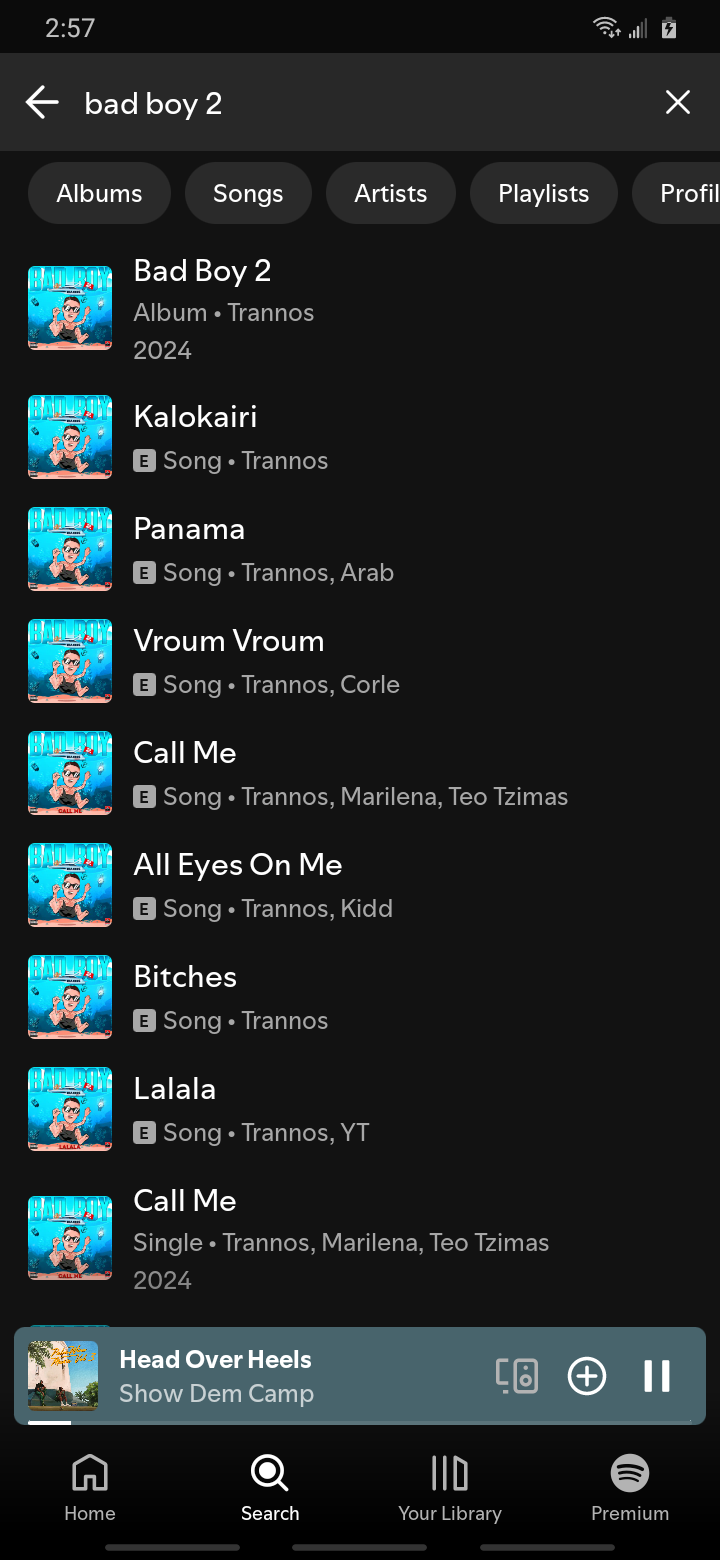 2:57
bad boy 2
Albums
Songs
Artists
Playlists
Profil
Bad Boy 2
Album • Trannos
2024
Kalokairi
E Song • Trannos
Panama
E Song • Trannos, Arab
Vroum Vroum
E Song • Trannos, Corle
Call Me
E Song • Trannos, Marilena, Teo Tzimas
All Eyes On Me
E Song • Trannos, Kidd
Bitches
E Song • Trannos
Lalala
E Song • Trannos, YT
Call Me
Single • Trannos, Marilena, Teo Tzimas
2024
Head Over Heels
Show Dem Camp
Home
Search
Your Library
Premium